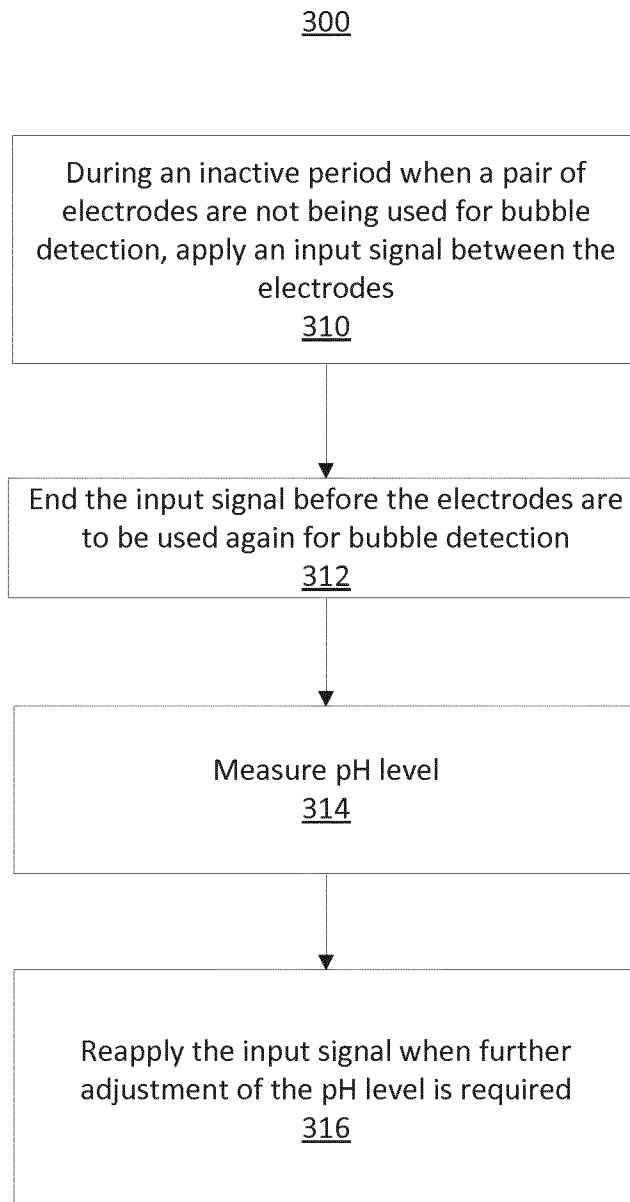 300
During an inactive period when a pair of
electrodes are not being used for bubble
detection, apply an input signal between the
electrodes
310
End the input signal before the electrodes are
to be used again for bubble detection
312
Measure pH level
314
Reapply the input signal when further
adjustment of the pH level is required
316